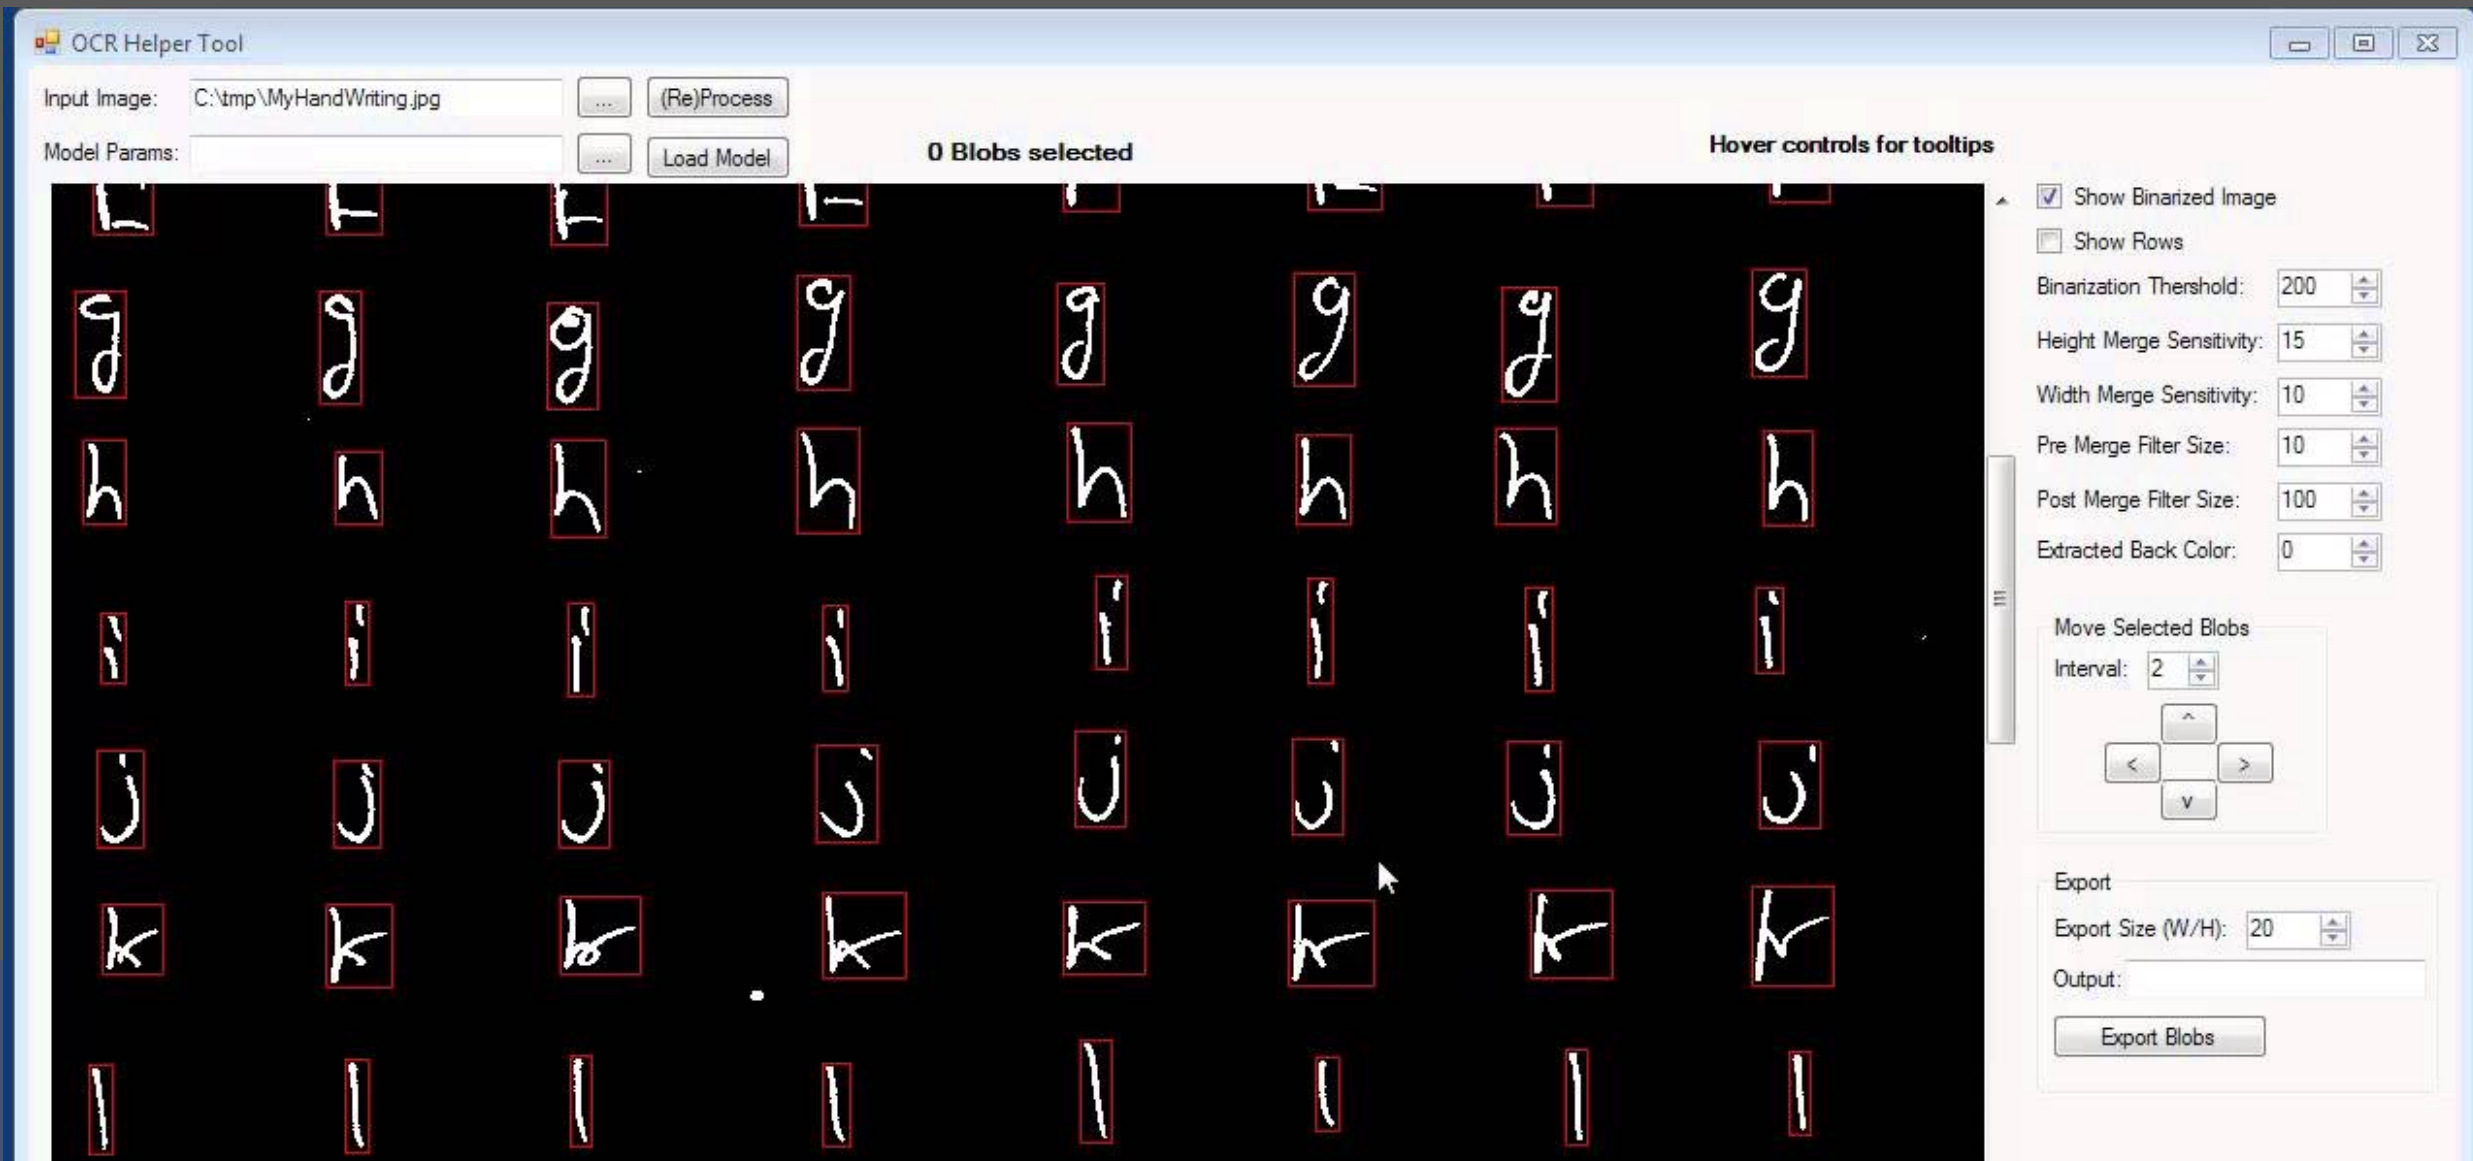 OCR Helper Tool
Input Image: C:\tmp\MyHandWriting.jpg ... (Re)Process
Model Params: ... Load Model
0 Blobs selected
Hover controls for tooltips
g g g g g g g g
h h h h h h h h
i i i i i i i i
j j j j j j j j
k k k k k k k k
l l l l l l l l
Show Binarized Image
Show Rows
Binarization Thershold: 200
Height Merge Sensitivity: 15
Width Merge Sensitivity: 10
Pre Merge Filter Size: 10
Post Merge Filter Size: 100
Extracted Back Color: 0
Move Selected Blobs
Interval: 2
^
< >
v
Export
Export Size (W/H): 20
Output:
Export Blobs